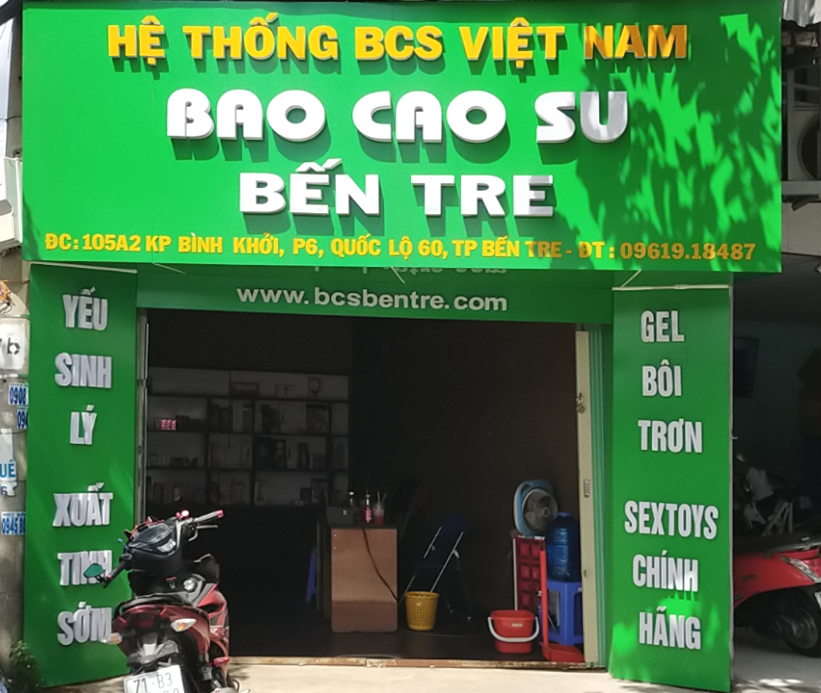 HỆ THỐNG BCS VIỆT NAM
BAO CAO SU
BẾN TRE
ĐC: 105A2 KP BÌNH KHỞI, P6, QUỐC LỘ 60, TP BẾN TRE - ĐT: 09619.18487
www.bcsbentre.com
YẾU
SINH
LÝ
XUẤT
TINH
SỚM
GEL
BÔI
TRƠN
SEXTOYS
CHÍNH
HÃNG
71-B3